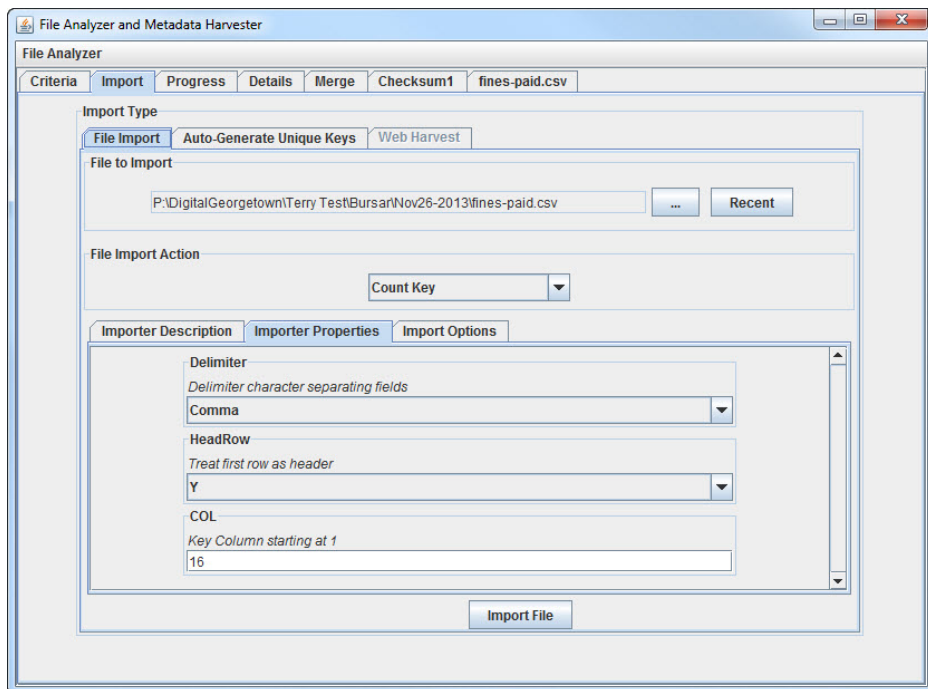 File Analyzer and Metadata Harvester
File Analyzer
Criteria Import Progress Details Merge Checksum1 fines-paid.csv
Import Type
File Import Auto-Generate Unique Keys Web Harvest
File to Import
P:\DigitalGeorgetown\Terry Test\Bursar\Nov26-2013\fines-paid.csv ... Recent
File Import Action
Count Key
Importer Description Importer Properties Import Options
Delimiter
Delimiter character separating fields
Comma
HeadRow
Treat first row as header
Y
COL
Key Column starting at 1
16
Import File